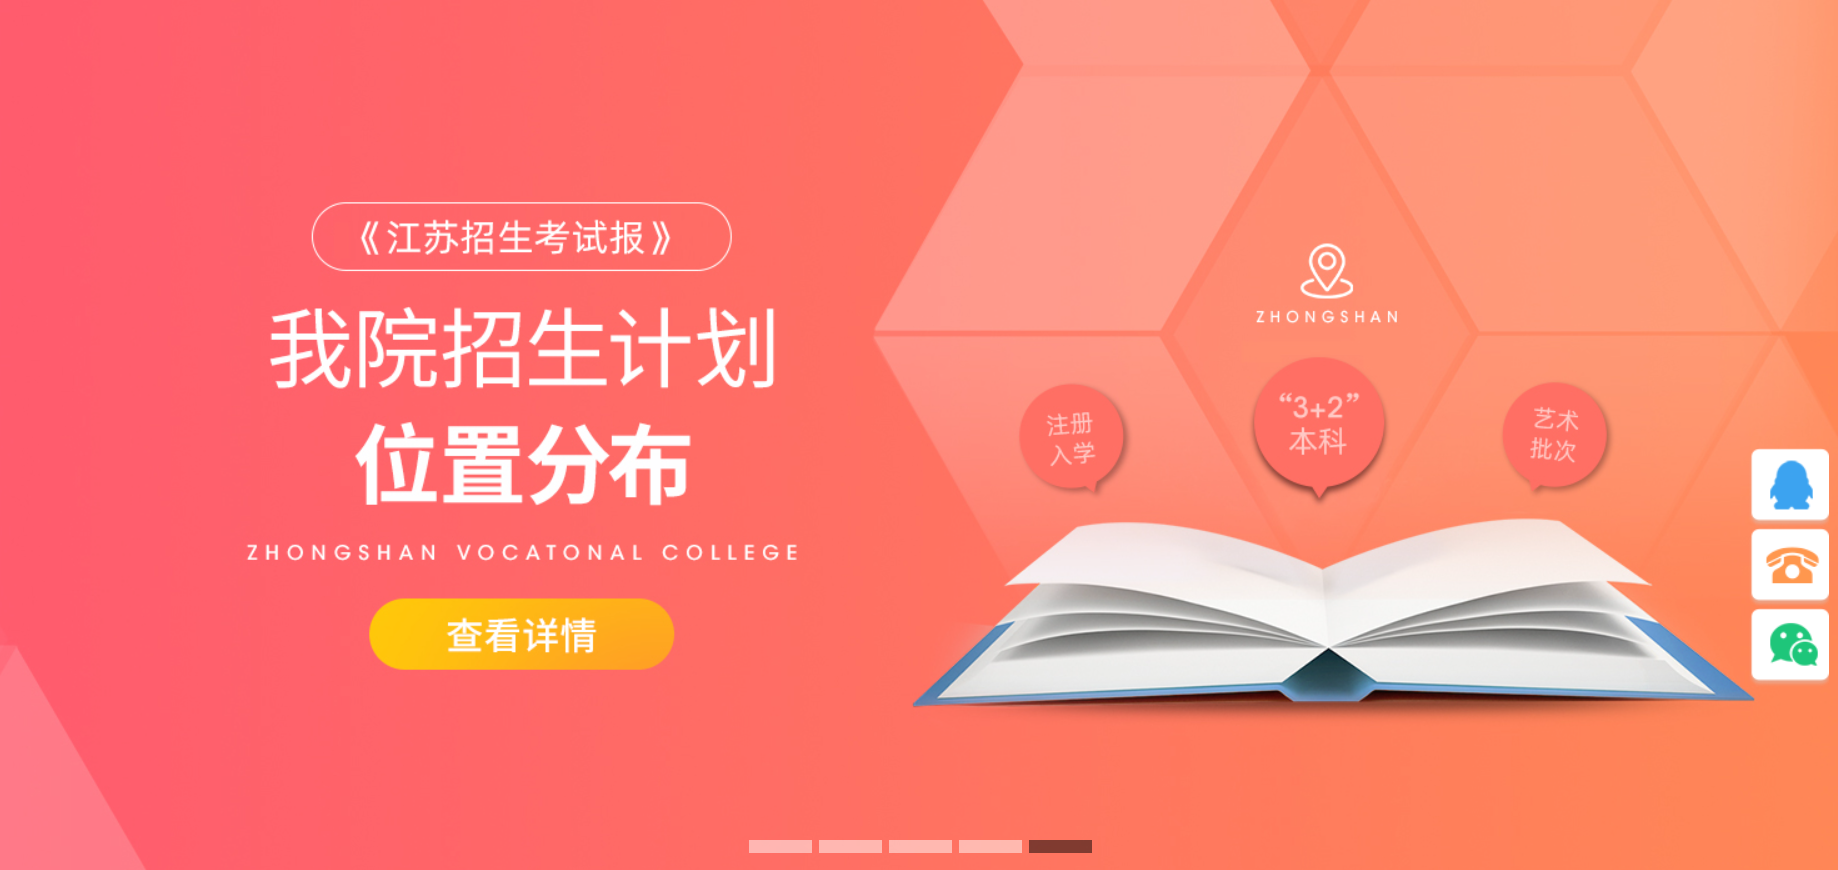 《江苏招生考试报》
我院招生计划
位置分布
ZHONGSHAN VOCATONAL COLLEGE
查看详情
ZHONGSHAN
注册
入学
“3+2”
本科
艺术
批次